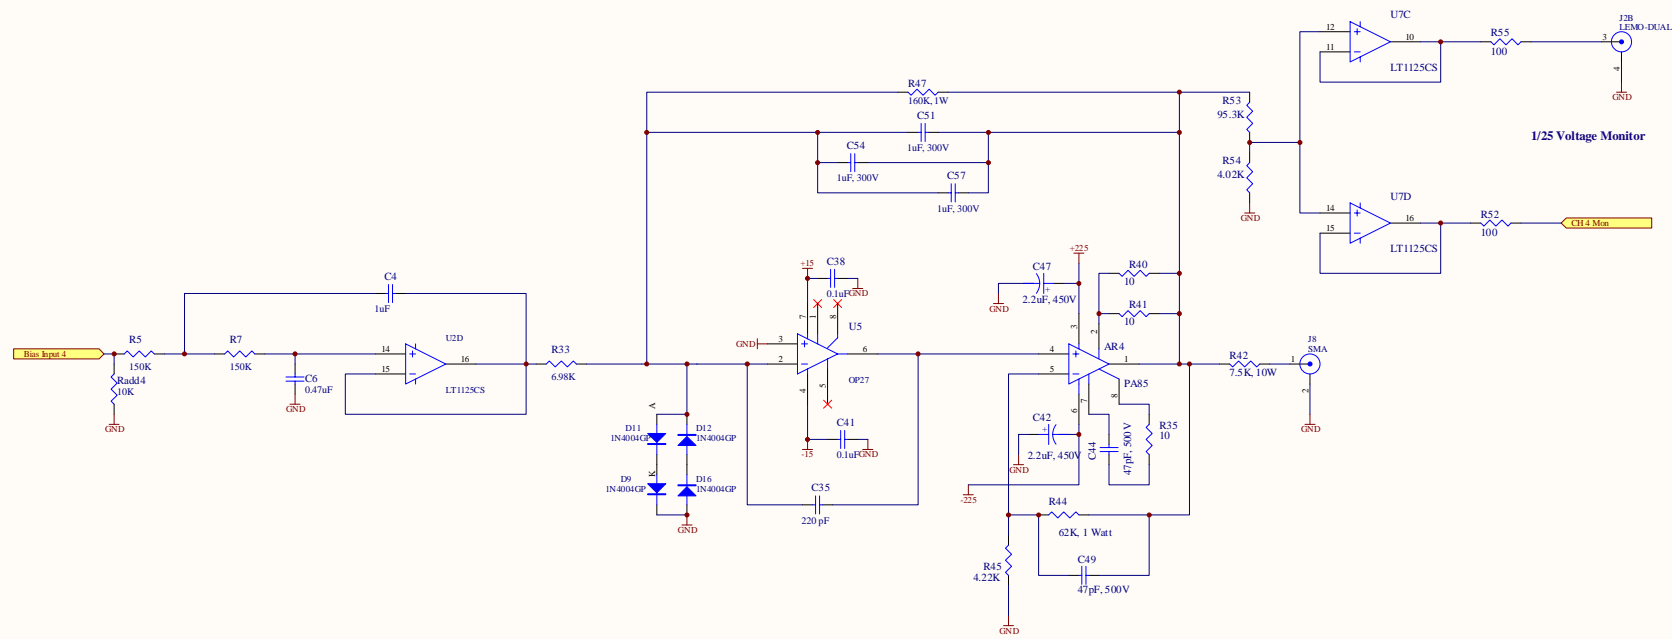 U7C
12
11
10
LT1125CS
R55
100
J2B
LEMO-DUAL
3
4
GND
R47
160K, 1W
C51
1uF, 300V
C54
1uF, 300V
C57
1uF, 300V
R53
95.3K
R54
4.02K
GND
1/25 Voltage Monitor
U7D
14
15
16
LT1125CS
R52
100
CH 4 Mon
C4
1uF
Bias Input 4
R5
150K
Radd4
10K
GND
R7
150K
C6
0.47uF
GND
U2D
14
15
16
LT1125CS
R33
6.98K
+15
C38
0.1uF
GND
7
1
8
U5
GND
3
2
6
OP27
4
5
C41
0.1uF
GND
-15
A
D11
1N4004GP
D12
1N4004GP
K
D9
1N4004GP
D16
1N4004GP
GND
C35
220 pF
+225
C47
2.2uF, 450V
+
GND
R40
10
R41
10
3
2
AR4
4
5
1
PA85
6
7
8
C42
+
2.2uF, 450V
GND
-225
C44
47pF, 500V
R35
10
R44
62K, 1 Watt
C49
47pF, 500V
R45
4.22K
GND
R42
7.5K, 10W
J8
SMA
1
2
GND